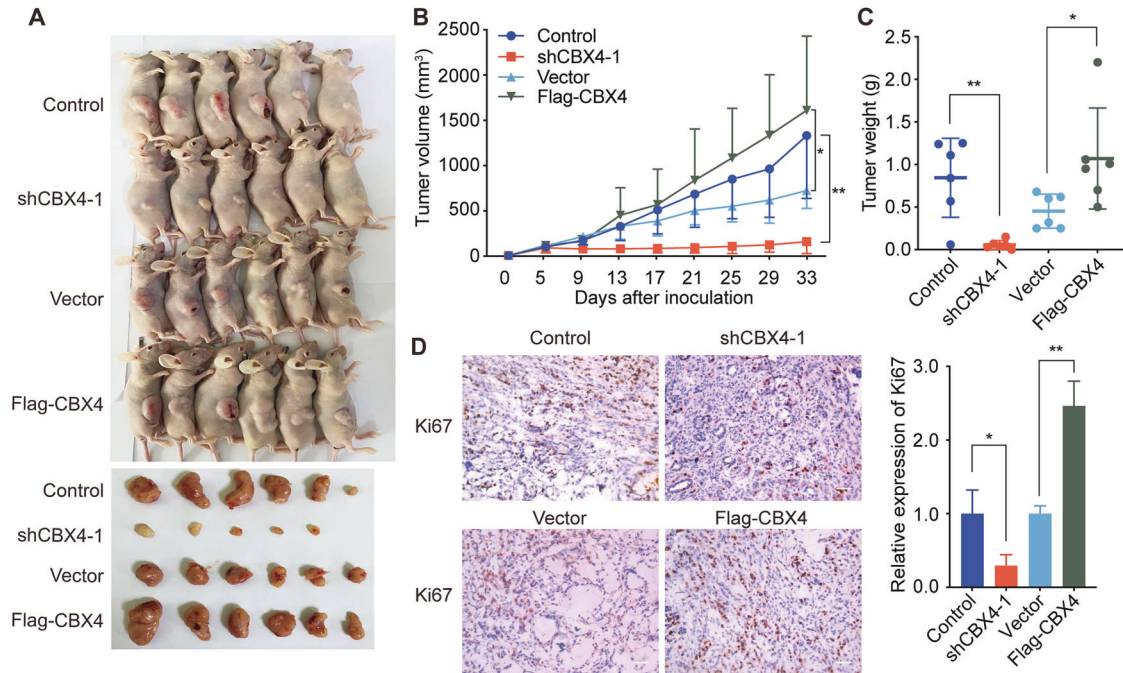 A
Control
shCBX4-1
Vector
Flag-CBX4
Control
shCBX4-1
Vector
Flag-CBX4
B
Control
shCBX4-1
Vector
Flag-CBX4
Tumer volume (mm³)
2500
2000
1500
1000
500
0
0 5 9 13 17 21 25 29 33
Days after inoculation
*
**
C
Tumer weight (g)
2.5
2.0
1.5
1.0
0.5
0.0
**
*
Control
shCBX4-1
Vector
Flag-CBX4
D
Control shCBX4-1
Ki67
Vector Flag-CBX4
Ki67
Relative expression of Ki67
3.0
2.0
1.0
0.0
*
**
Control
shCBX4-1
Vector
Flag-CBX4